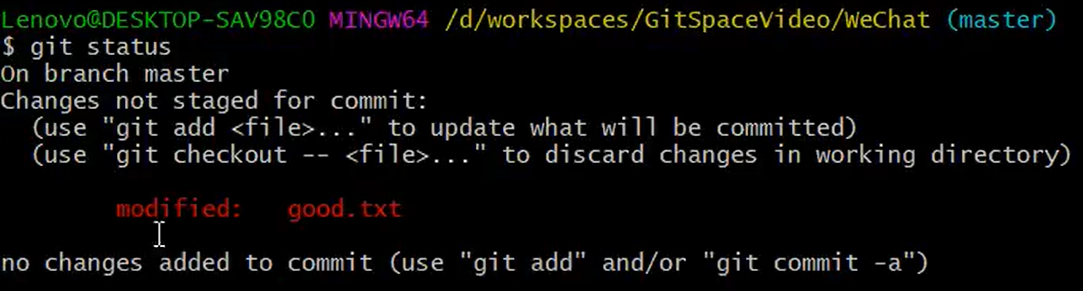 Lenovo@DESKTOP-SAV98CO MINGW64 /d/workspaces/GitSpaceVideo/WeChat (master)
$ git status
On branch master
Changes not staged for commit:
  (use "git add <file>..." to update what will be committed)
  (use "git checkout -- <file>..." to discard changes in working directory)

        modified:   good.txt

no changes added to commit (use "git add" and/or "git commit -a")